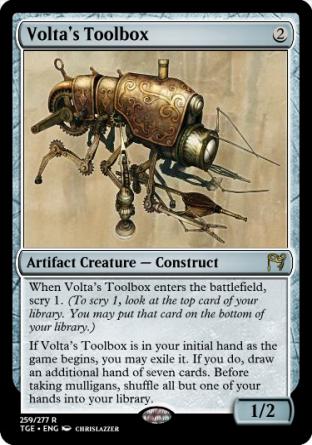 Volta's Toolbox 2
Artifact Creature — Construct
When Volta's Toolbox enters the battlefield,
scry 1. (To scry 1, look at the top card of your
library. You may put that card on the bottom of
your library.)
If Volta's Toolbox is in your initial hand as the
game begins, you may exile it. If you do, draw
an additional hand of seven cards. Before
taking mulligans, shuffle all but one of your
hands into your library.
1/2
259/277 R
TGE • ENG CHRISLAZZER